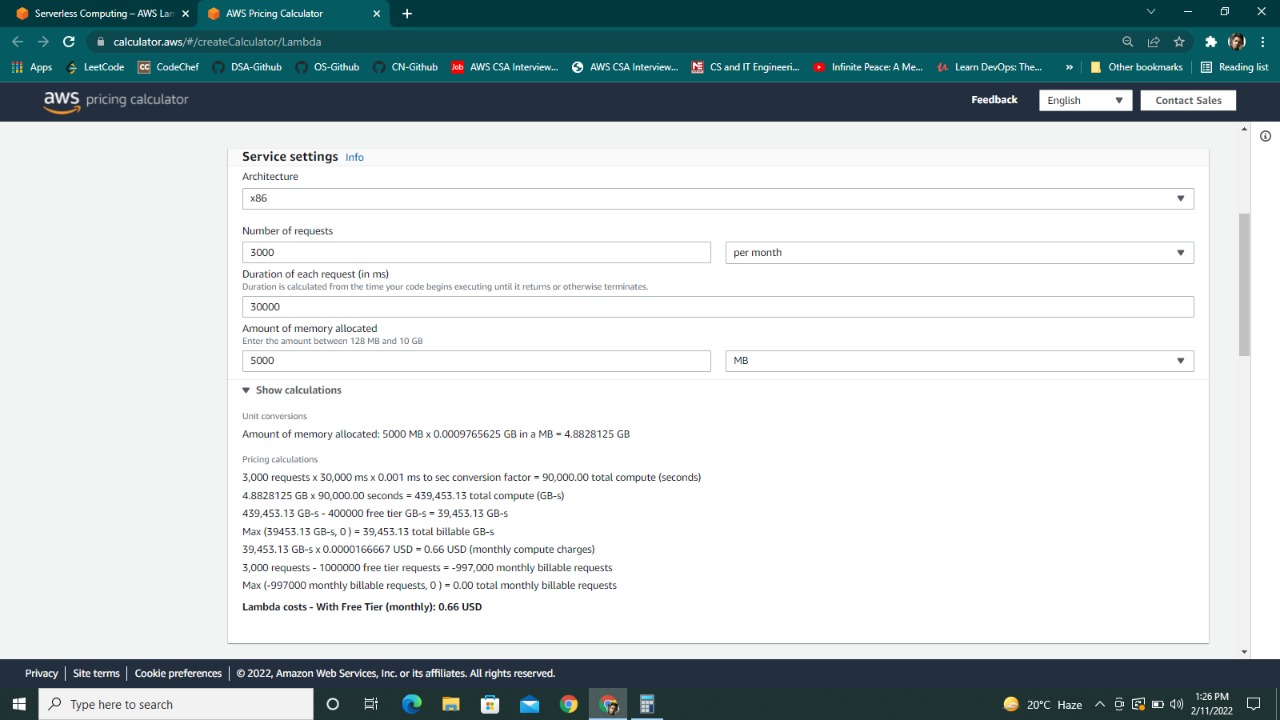 Serverless Computing – AWS Lam
AWS Pricing Calculator
calculator.aws/#/createCalculator/Lambda
Apps LeetCode CodeChef DSA-Github OS-Github CN-Github AWS CSA Interview... AWS CSA Interview... CS and IT Engineeri... Infinite Peace: A Me... Learn DevOps: The... » Other bookmarks Reading list
aws pricing calculator
Feedback English Contact Sales
Service settings Info
Architecture
x86
Number of requests
3000 per month
Duration of each request (in ms)
Duration is calculated from the time your code begins executing until it returns or otherwise terminates.
30000
Amount of memory allocated
Enter the amount between 128 MB and 10 GB
5000 MB
Show calculations
Unit conversions
Amount of memory allocated: 5000 MB x 0.0009765625 GB in a MB = 4.8828125 GB
Pricing calculations
3,000 requests x 30,000 ms x 0.001 ms to sec conversion factor = 90,000.00 total compute (seconds)
4.8828125 GB x 90,000.00 seconds = 439,453.13 total compute (GB-s)
439,453.13 GB-s - 400000 free tier GB-s = 39,453.13 GB-s
Max (39453.13 GB-s, 0 ) = 39,453.13 total billable GB-s
39,453.13 GB-s x 0.0000166667 USD = 0.66 USD (monthly compute charges)
3,000 requests - 1000000 free tier requests = -997,000 monthly billable requests
Max (-997000 monthly billable requests, 0 ) = 0.00 total monthly billable requests
Lambda costs - With Free Tier (monthly): 0.66 USD
Privacy | Site terms | Cookie preferences | © 2022, Amazon Web Services, Inc. or its affiliates. All rights reserved.
Type here to search
20°C Haze
1:26 PM
2/11/2022